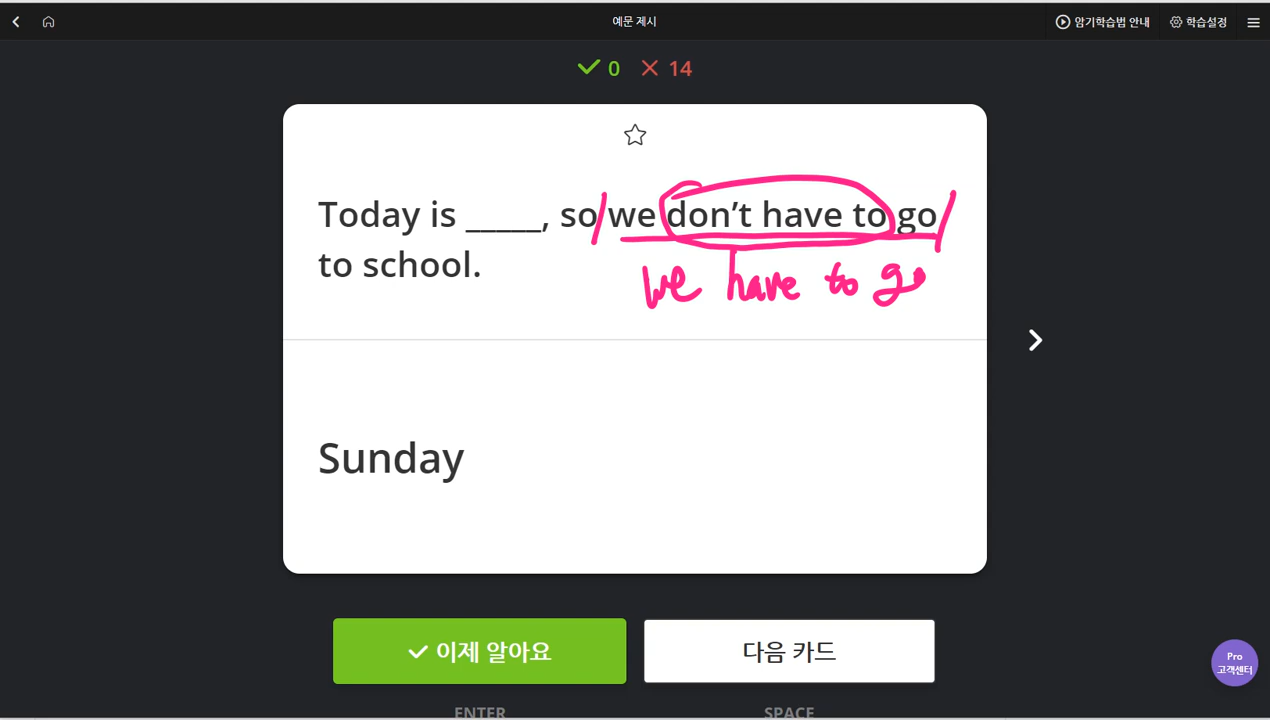 예문 제시
암기학습법 안내
학습설정
0 14
Today is _____, so/we don't have to go/
to school.
we have to go
Sunday
이제 알아요
다음 카드
Pro
고객센터
ENTER
SPACE